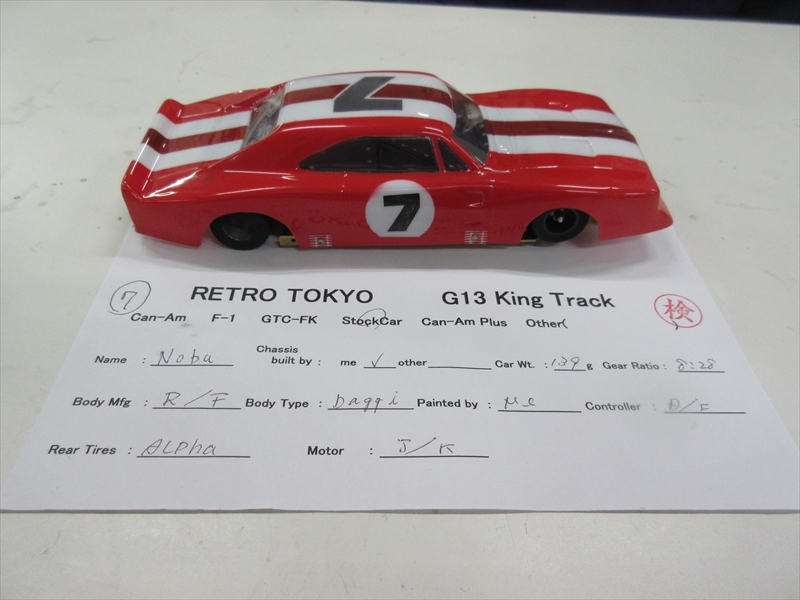 7
7
⑦ RETRO TOKYO G13 King Track 検
Can-Am F-1 GTC-FK StockCar Can-Am Plus Other( )
Name : Nobu Chassis built by : me ✓ other Car Wt. : 139 g Gear Ratio : 8:28
Body Mfg : R/F Body Type : Daggi Painted by : Me Controller : D/F
Rear Tires : ALPha Motor : J/K